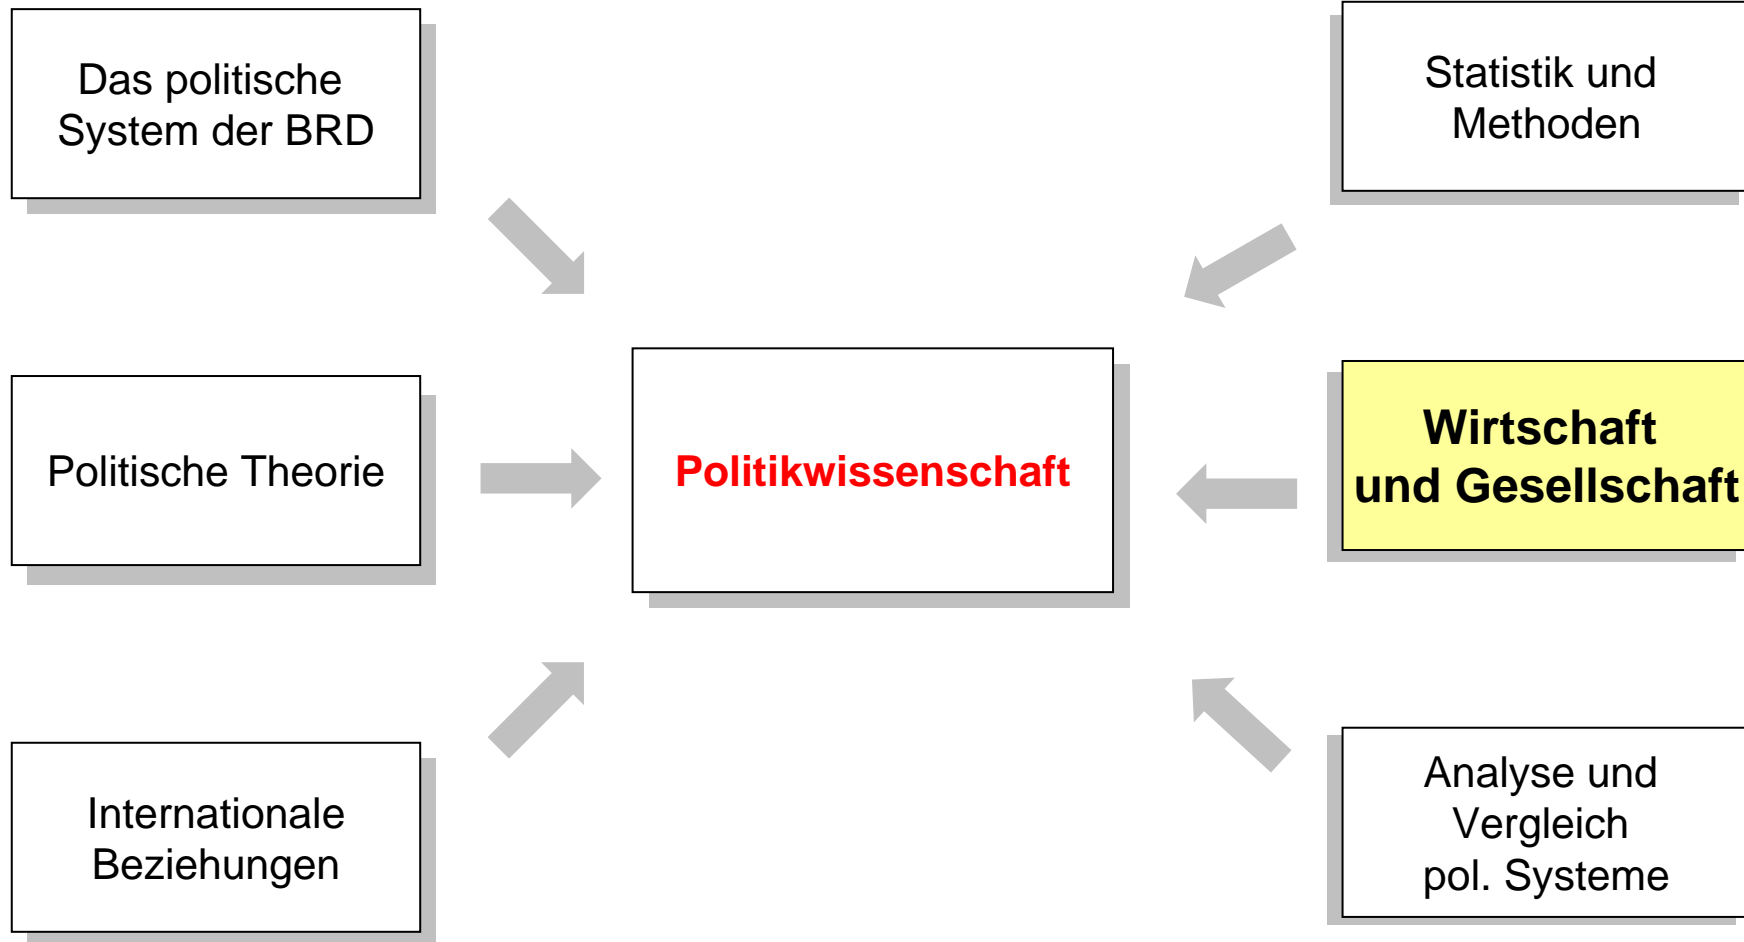 Das politische
System der BRD
Statistik und
Methoden
Politische Theorie
Politikwissenschaft
Wirtschaft
und Gesellschaft
Internationale
Beziehungen
Analyse und
Vergleich
pol. Systeme